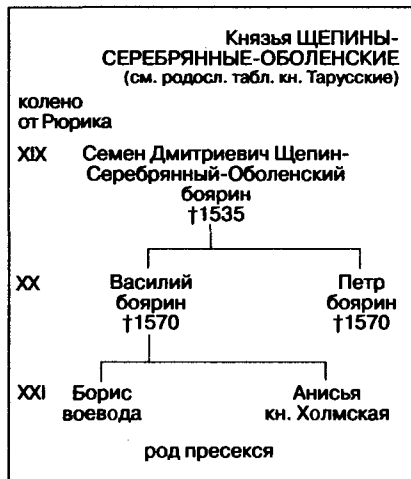 Князья ЩЕПИНЫ-
СЕРЕБРЯННЫЕ-ОБОЛЕНСКИЕ
(см. родосл. табл. кн. Тарусские)
колено
от Рюрика
XIX Семен Дмитриевич Щепин-
Серебрянный-Оболенский
боярин
†1535
XX Василий Петр
боярин боярин
†1570 †1570
XXI Борис Анисья
воевода кн. Холмская
род пресекся